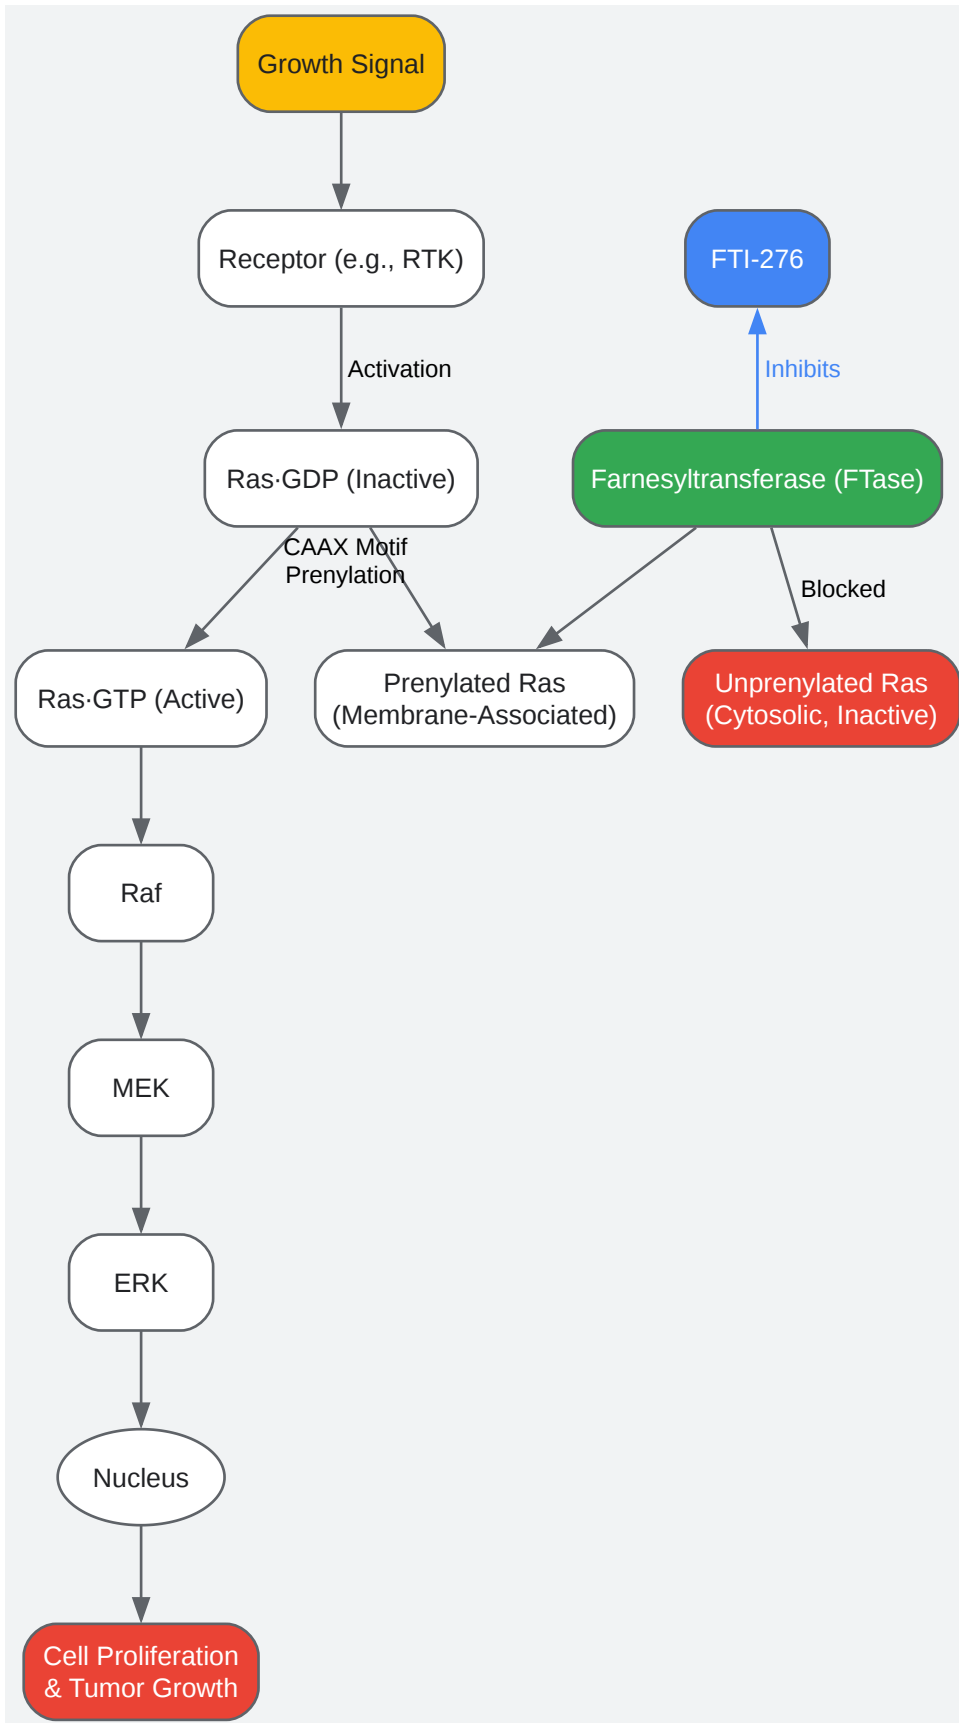 Growth Signal
Receptor (e.g., RTK)
FTI-276
Activation
Inhibits
Ras·GDP (Inactive)
Farnesyltransferase (FTase)
CAAX Motif
Prenylation
Blocked
Ras·GTP (Active)
Prenylated Ras
(Membrane-Associated)
Unprenylated Ras
(Cytosolic, Inactive)
Raf
MEK
ERK
Nucleus
Cell Proliferation
& Tumor Growth